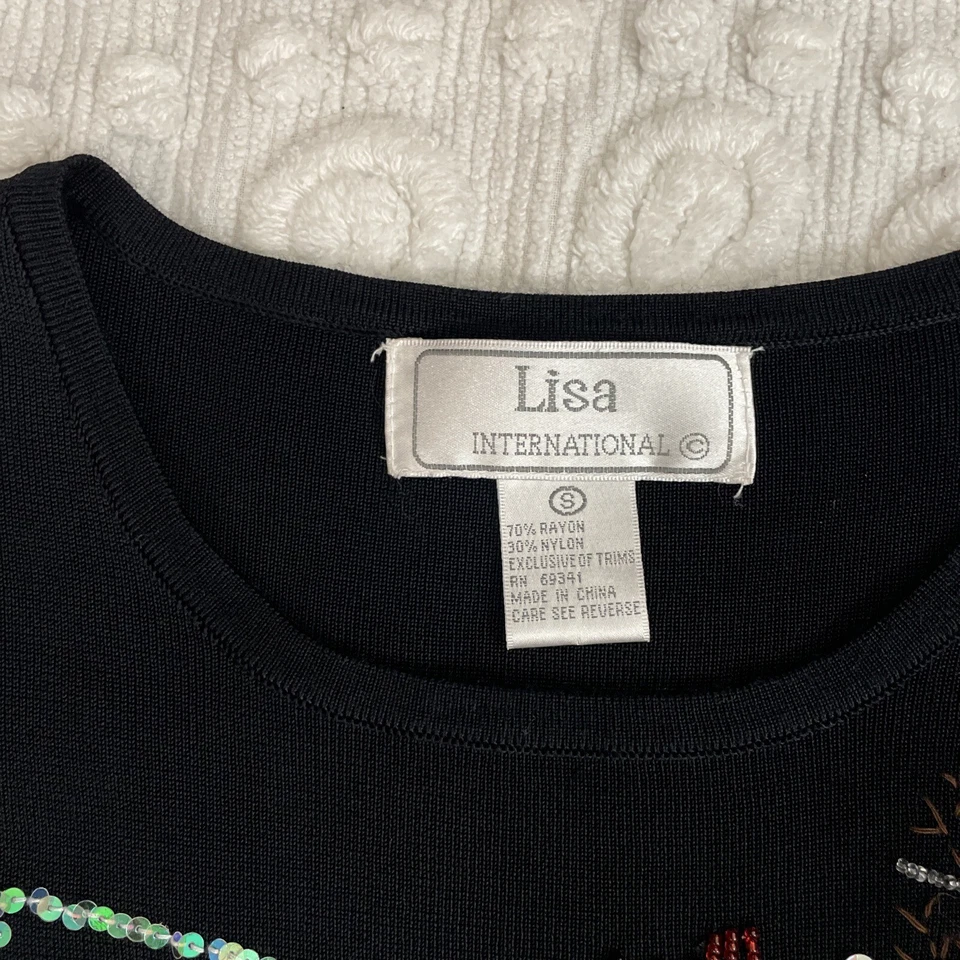 Lisa
INTERNATIONAL ©
S
70% RAYON
30% NYLON
EXCLUSIVE OF TRIMS
RN 69341
MADE IN CHINA
CARE SEE REVERSE